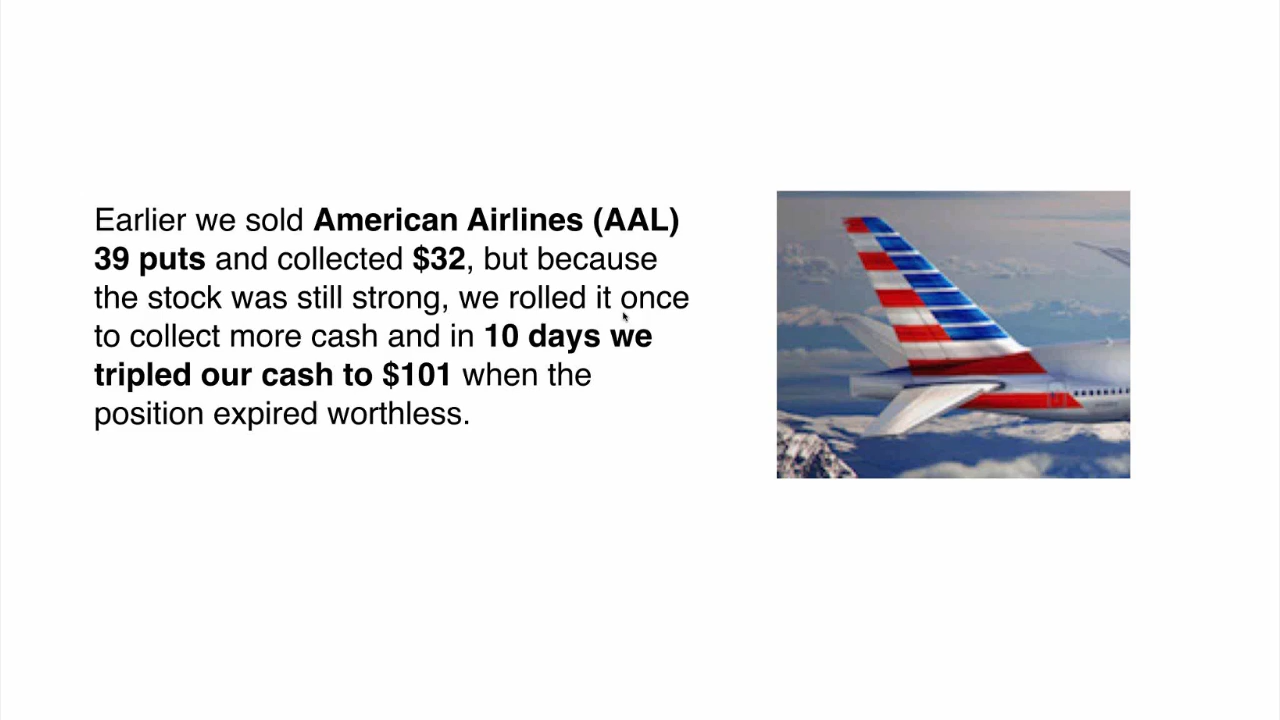 Earlier we sold American Airlines (AAL)
39 puts and collected $32, but because
the stock was still strong, we rolled it once
to collect more cash and in 10 days we
tripled our cash to $101 when the
position expired worthless.